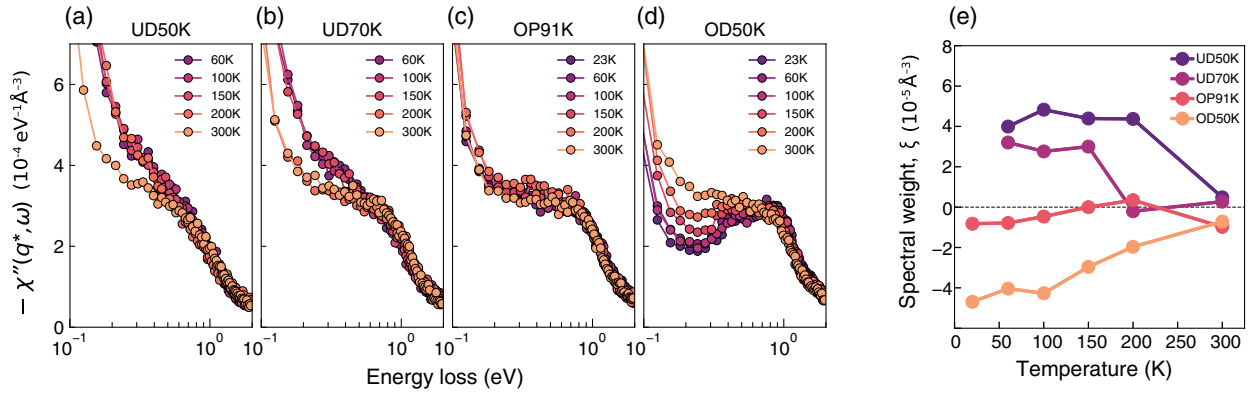 (a)
UD50K
(b)
UD70K
(c)
OP91K
(d)
OD50K
(e)
− χ′′(q*,ω) (10⁻⁴ eV⁻¹Å⁻³)
6
4
2
0
60K
100K
150K
200K
300K
60K
100K
150K
200K
300K
23K
60K
100K
150K
200K
300K
23K
60K
100K
150K
200K
300K
10⁻¹
10⁰
10⁻¹
10⁰
10⁻¹
10⁰
10⁻¹
10⁰
Energy loss (eV)
Spectral weight, ξ (10⁻⁵ Å⁻³)
8
6
4
2
0
−2
−4
UD50K
UD70K
OP91K
OD50K
0
50
100
150
200
250
300
Temperature (K)